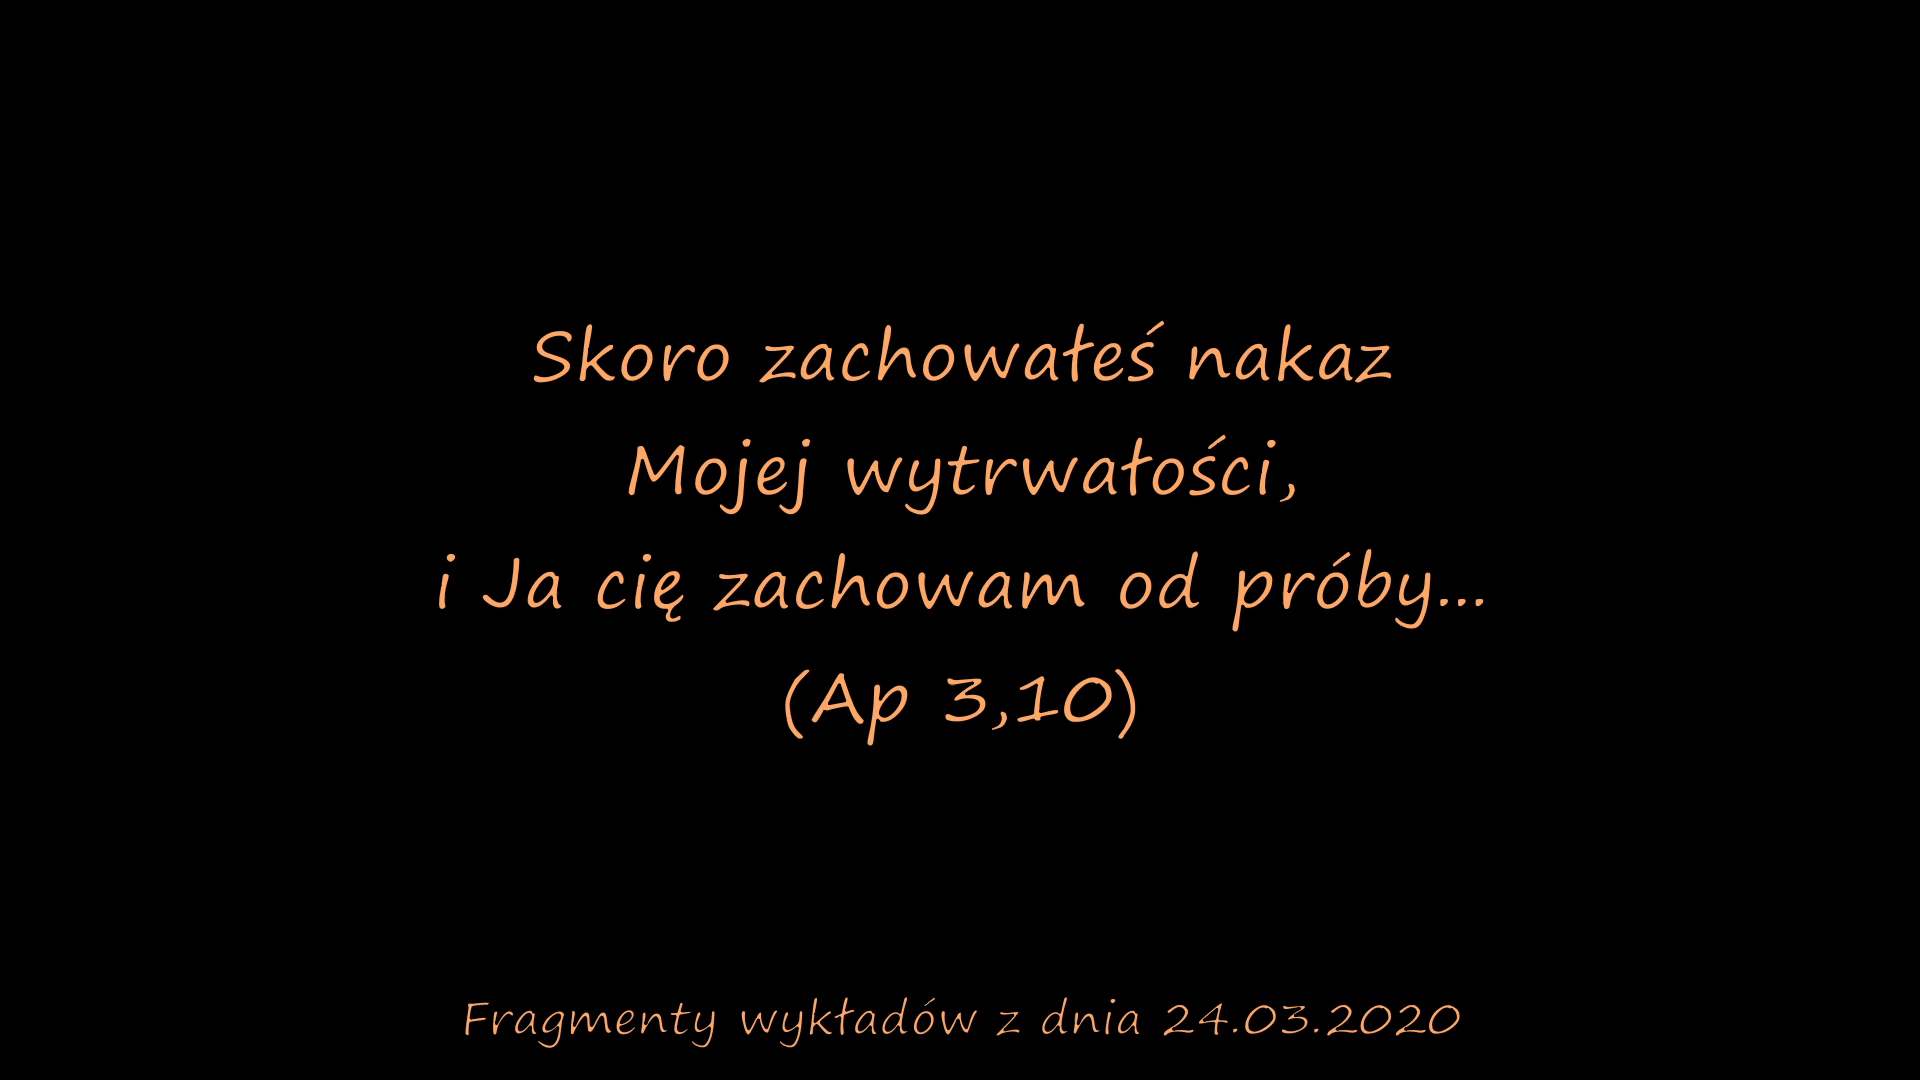 Skoro zachowałeś nakaz
Mojej wytrwałości,
i Ja cię zachowam od próby...
(Ap 3,10)
Fragmenty wykładów z dnia 24.03.2020